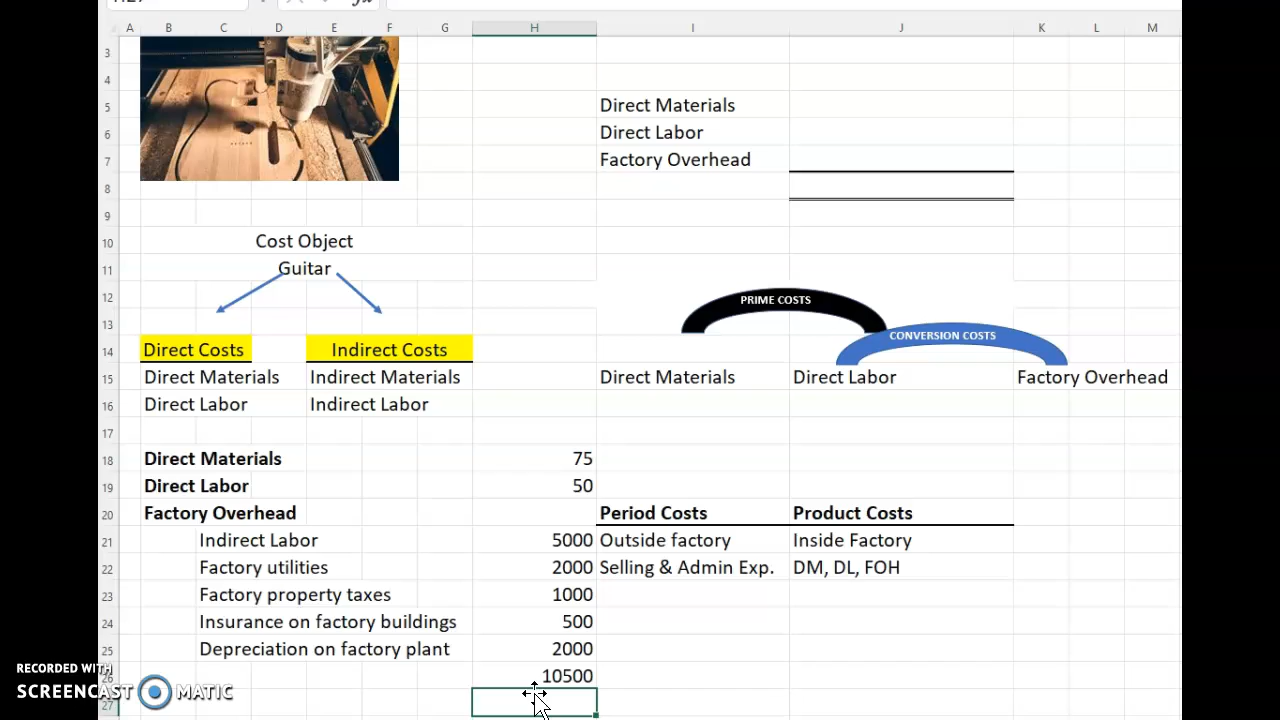 A B C D E F G H I J K L M
3
4
5 Direct Materials
6 Direct Labor
7 Factory Overhead
8
9
10 Cost Object
11 Guitar
12 PRIME COSTS
13 CONVERSION COSTS
14 Direct Costs Indirect Costs
15 Direct Materials Indirect Materials Direct Materials Direct Labor Factory Overhead
16 Direct Labor Indirect Labor
17
18 Direct Materials 75
19 Direct Labor 50
20 Factory Overhead Period Costs Product Costs
21 Indirect Labor 5000 Outside factory Inside Factory
22 Factory utilities 2000 Selling & Admin Exp. DM, DL, FOH
23 Factory property taxes 1000
24 Insurance on factory buildings 500
25 Depreciation on factory plant 2000
26 10500
27
RECORDED WITH
SCREENCAST MATIC